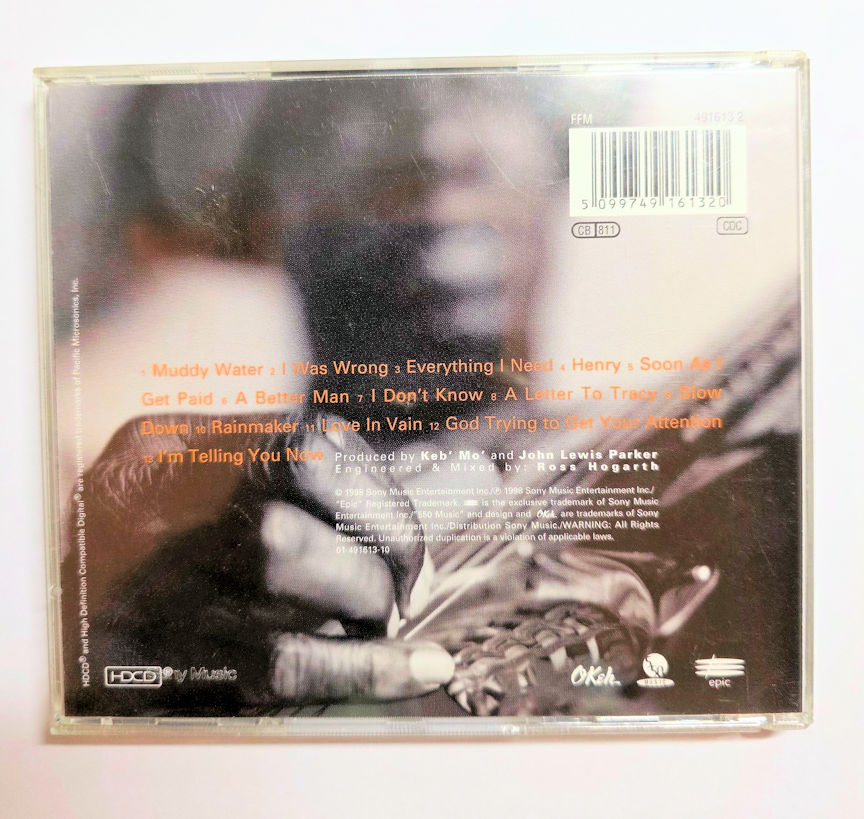 FFM 491613 2
5 099749 161320
CB 811 CDC
1 Muddy Water 2 I Was Wrong 3 Everything I Need 4 Henry 5 Soon As I
Get Paid 6 A Better Man 7 I Don't Know 8 A Letter To Tracy 9 Slow
Down 10 Rainmaker 11 Love In Vain 12 God Trying to Get Your Attention
13 I'm Telling You Now
Produced by Keb' Mo' and John Lewis Parker
Engineered & Mixed by: Ross Hogarth
© 1998 Sony Music Entertainment Inc./℗ 1998 Sony Music Entertainment Inc./
"Epic" Registered Trademark. is the exclusive trademark of Sony Music
Entertainment Inc./"550 Music" and design and OKeh. are trademarks of Sony
Music Entertainment Inc./Distribution Sony Music./WARNING: All Rights
Reserved. Unauthorized duplication is a violation of applicable laws.
01-491613-10
HDCD® and High Definition Compatible Digital® are registered trademarks of Pacific Microsonics, Inc.
HDCD® Music
OKeh
550
MUSIC
epic